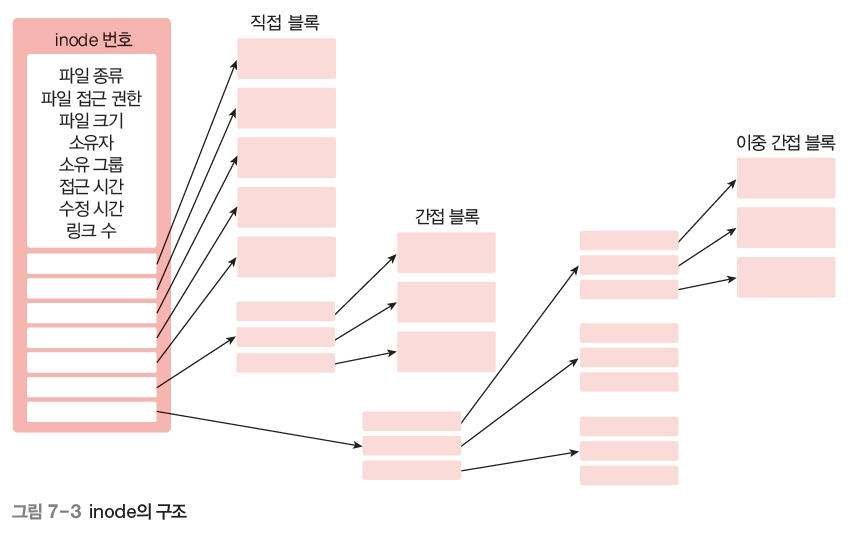 직접 블록
inode 번호
파일 종류
파일 접근 권한
파일 크기
소유자
소유 그룹
접근 시간
수정 시간
링크 수
이중 간접 블록
간접 블록
그림 7-3 inode의 구조